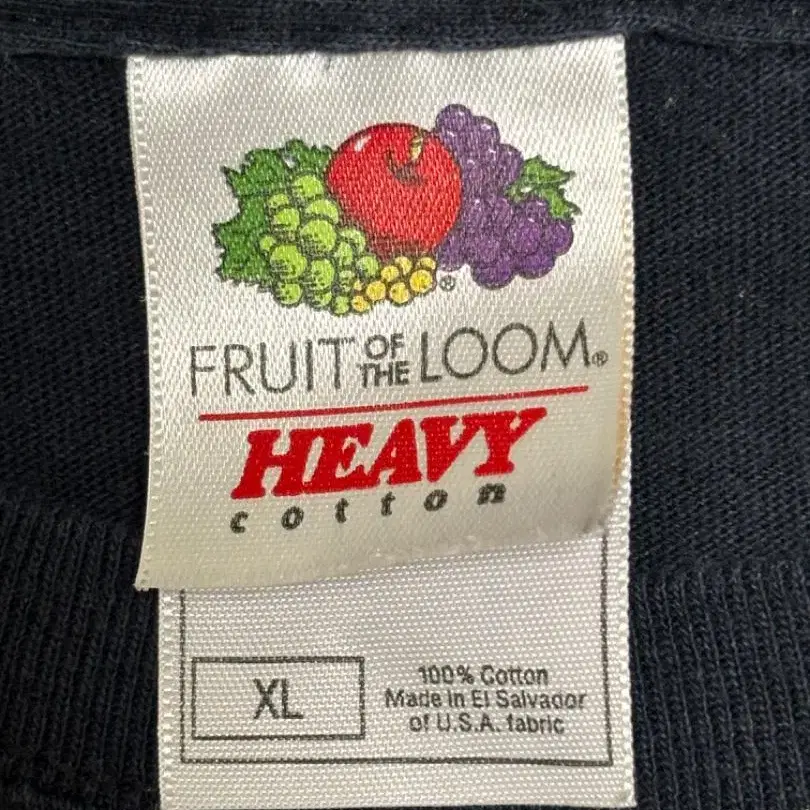 ®
FRUIT OF THE LOOM®
HEAVY
cotton
XL
100% Cotton
Made in El Salvador
of U.S.A. fabric